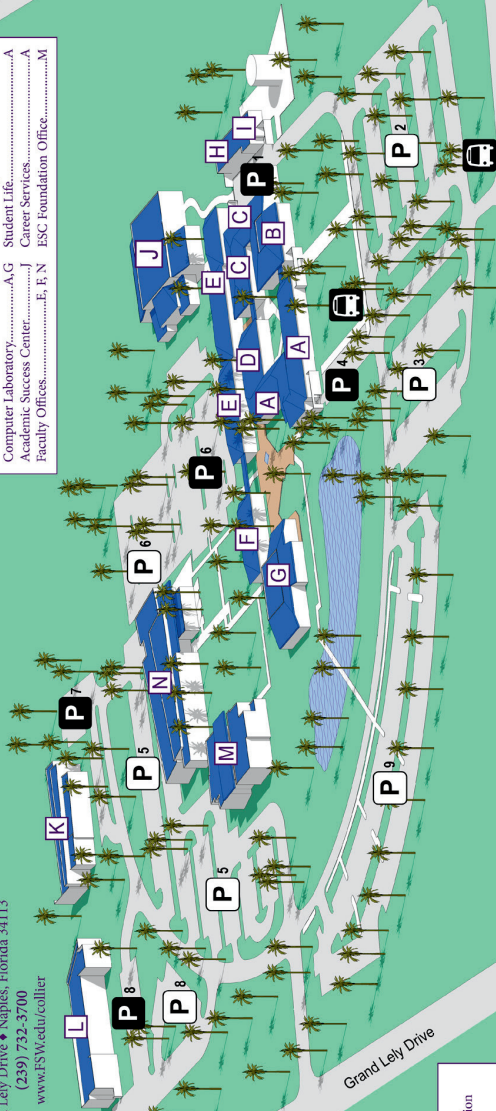 Computer Laboratory...............A, G
Academic Success Center.........J
Faculty Offices...................E, F, N
Student Life...........................A
Career Services......................A
ESC Foundation Office...............M
Lely Drive ◆ Naples, Florida 34113
(239) 732-3700
www.FSW.edu/collier
H
I
J
P 1
P 2
C
C
B
E
D
A
A
E
P 4
P 3
P 6
P 6
F
G
N
M
P 7
P 5
K
P 5
P 9
L
P 8
P 8
Grand Lely Drive